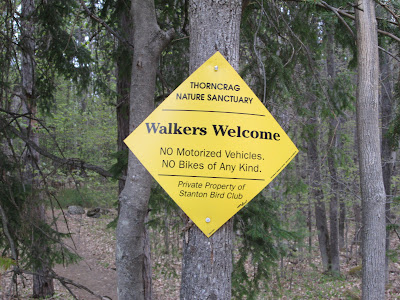 THORNCRAG
NATURE SANCTUARY
Walkers Welcome
NO Motorized Vehicles.
NO Bikes of Any Kind.
Private Property of
Stanton Bird Club